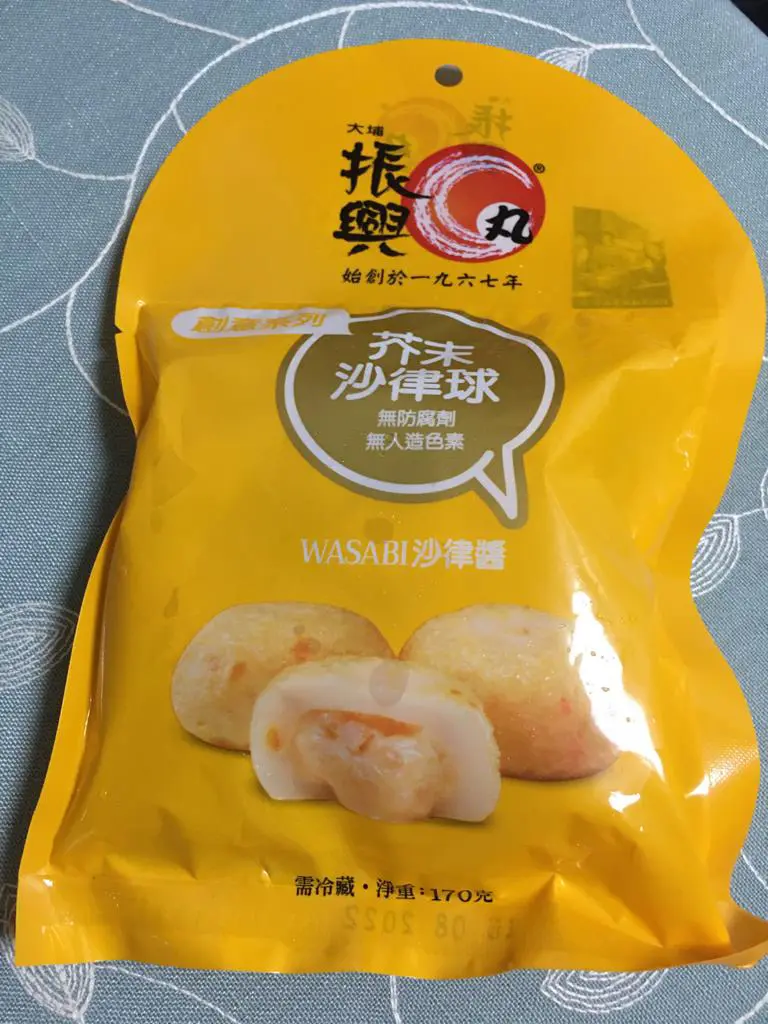 大埔
振興
丸
®
始創於一九六七年
創意系列
芥末
沙律球
無防腐劑
無人造色素
WASABI沙律醬
需冷藏・淨重:170克
08 2022